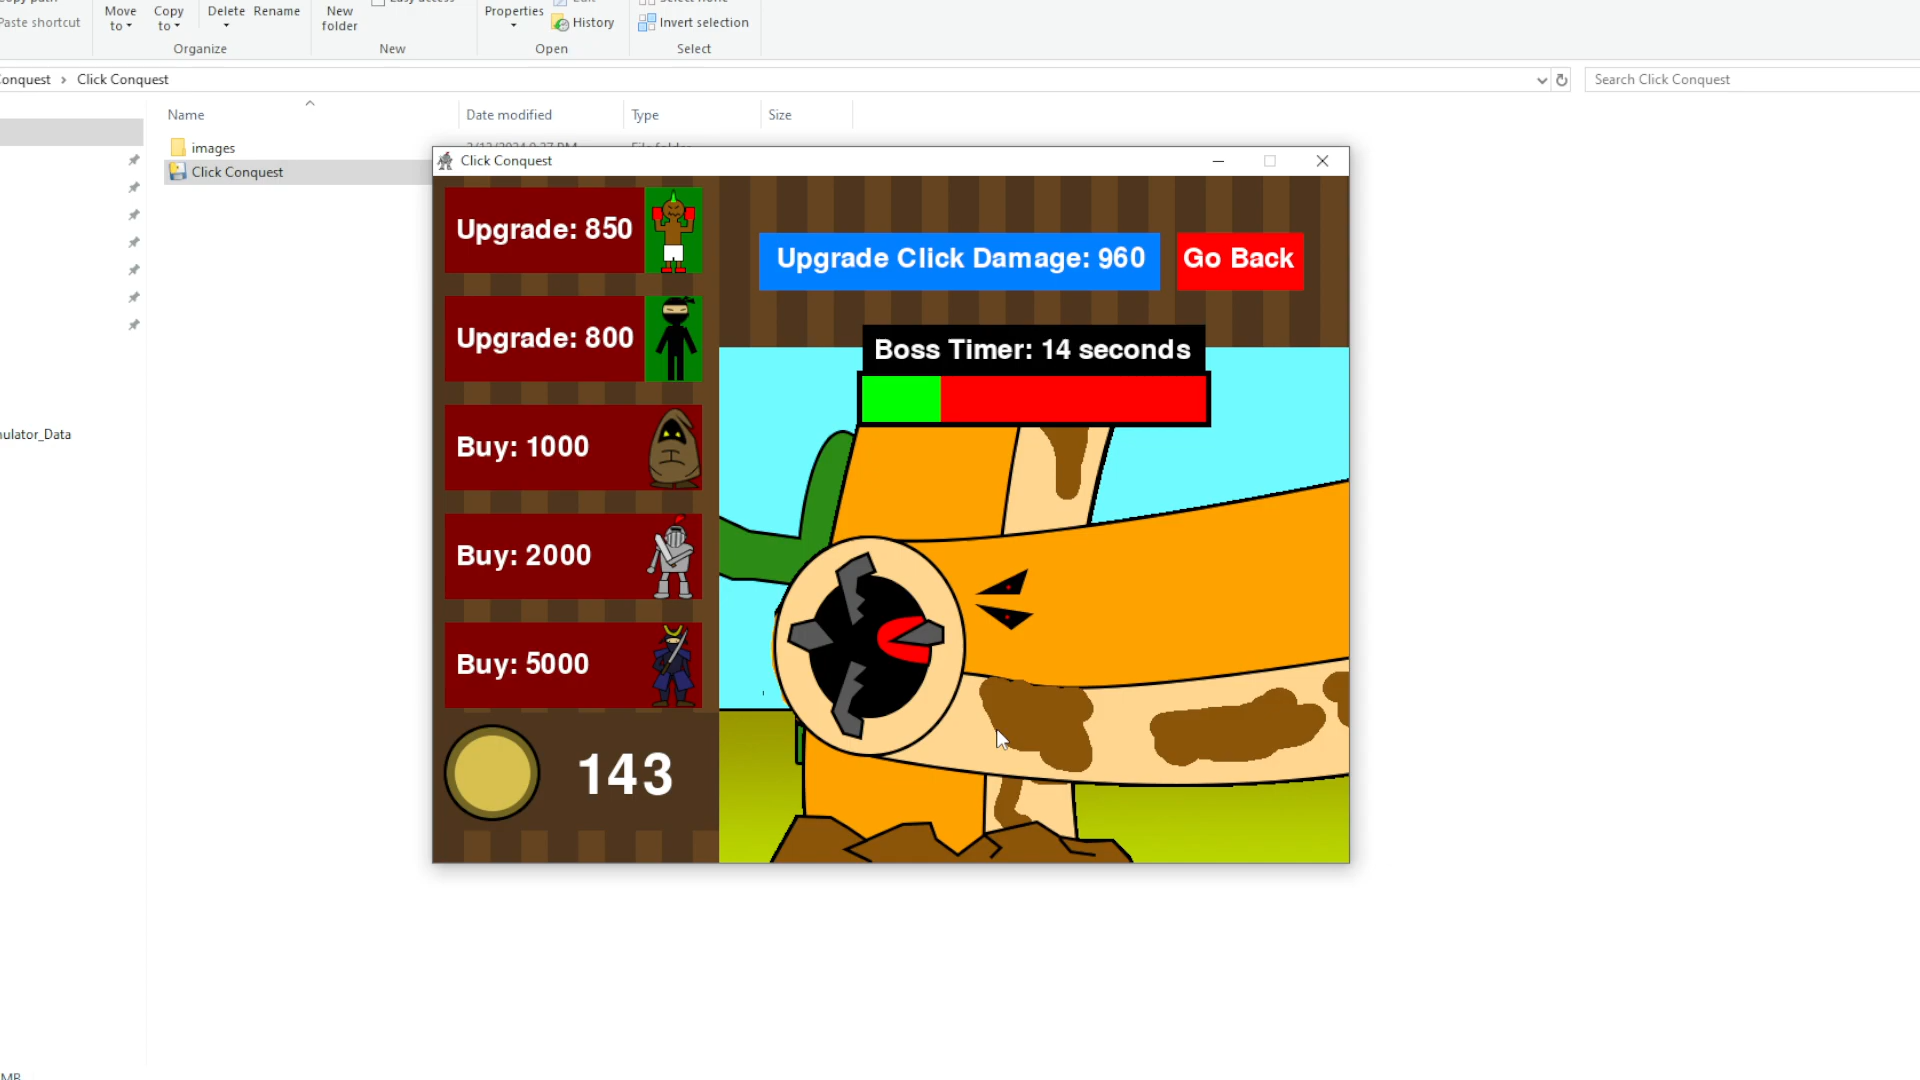 Move to
Copy to
Delete
Rename
New folder
Properties
History
Invert selection
Paste shortcut
Organize
New
Open
Select
Conquest > Click Conquest
Search Click Conquest
Name
Date modified
Type
Size
images
Click Conquest
Click Conquest
Upgrade: 850
Upgrade Click Damage: 960
Go Back
Upgrade: 800
Boss Timer: 14 seconds
Buy: 1000
ulator_Data
Buy: 2000
Buy: 5000
143
MB